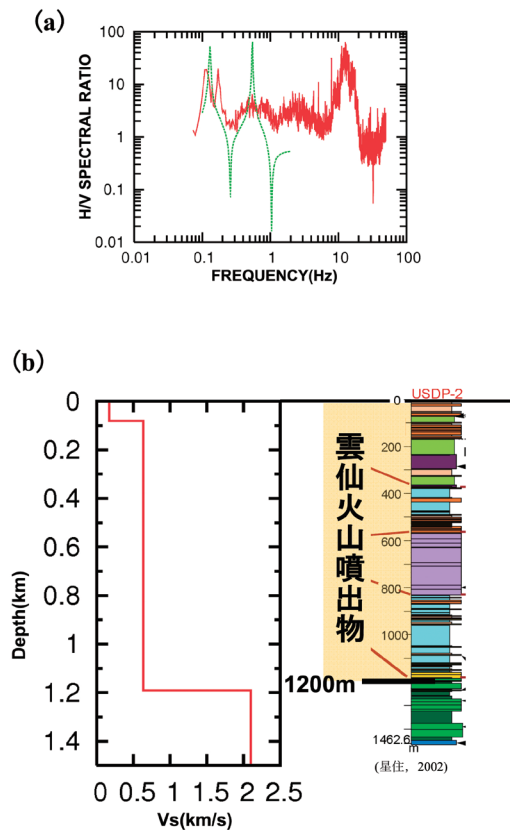 (a)
H/V SPECTRAL RATIO
100
10
1
0.1
0.01
0.01
0.1
1
10
100
FREQUENCY(Hz)
(b)
Depth(km)
0
0.2
0.4
0.6
0.8
1
1.2
1.4
0 0.5 1 1.5 2 2.5
Vs(km/s)
雲仙火山噴出物
1200m
USDP-2
0
200
400
600
800
1000
1462.6
m
(星住，2002)